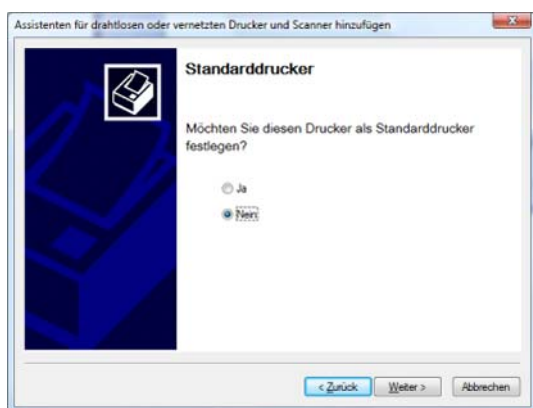 Assistenten für drahtlosen oder vernetzten Drucker und Scanner hinzufügen
Standarddrucker
Möchten Sie diesen Drucker als Standarddrucker
festlegen?
Ja
Nein
< Zurück
Weiter >
Abbrechen